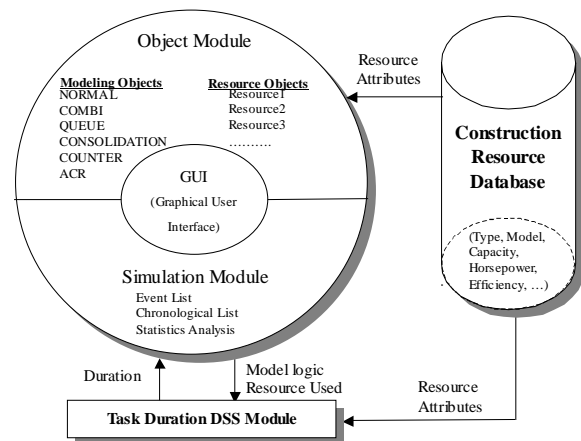 Object Module
Modeling Objects
NORMAL
COMBI
QUEUE
CONSOLIDATION
COUNTER
ACR
Resource Objects
Resource1
Resource2
Resource3
..........
GUI
(Graphical User
Interface)
Simulation Module
Event List
Chronological List
Statistics Analysis
Resource
Attributes
Construction
Resource
Database
(Type, Model,
Capacity,
Horsepower,
Efficiency, …)
Duration
Model logic
Resource Used
Resource
Attributes
Task Duration DSS Module